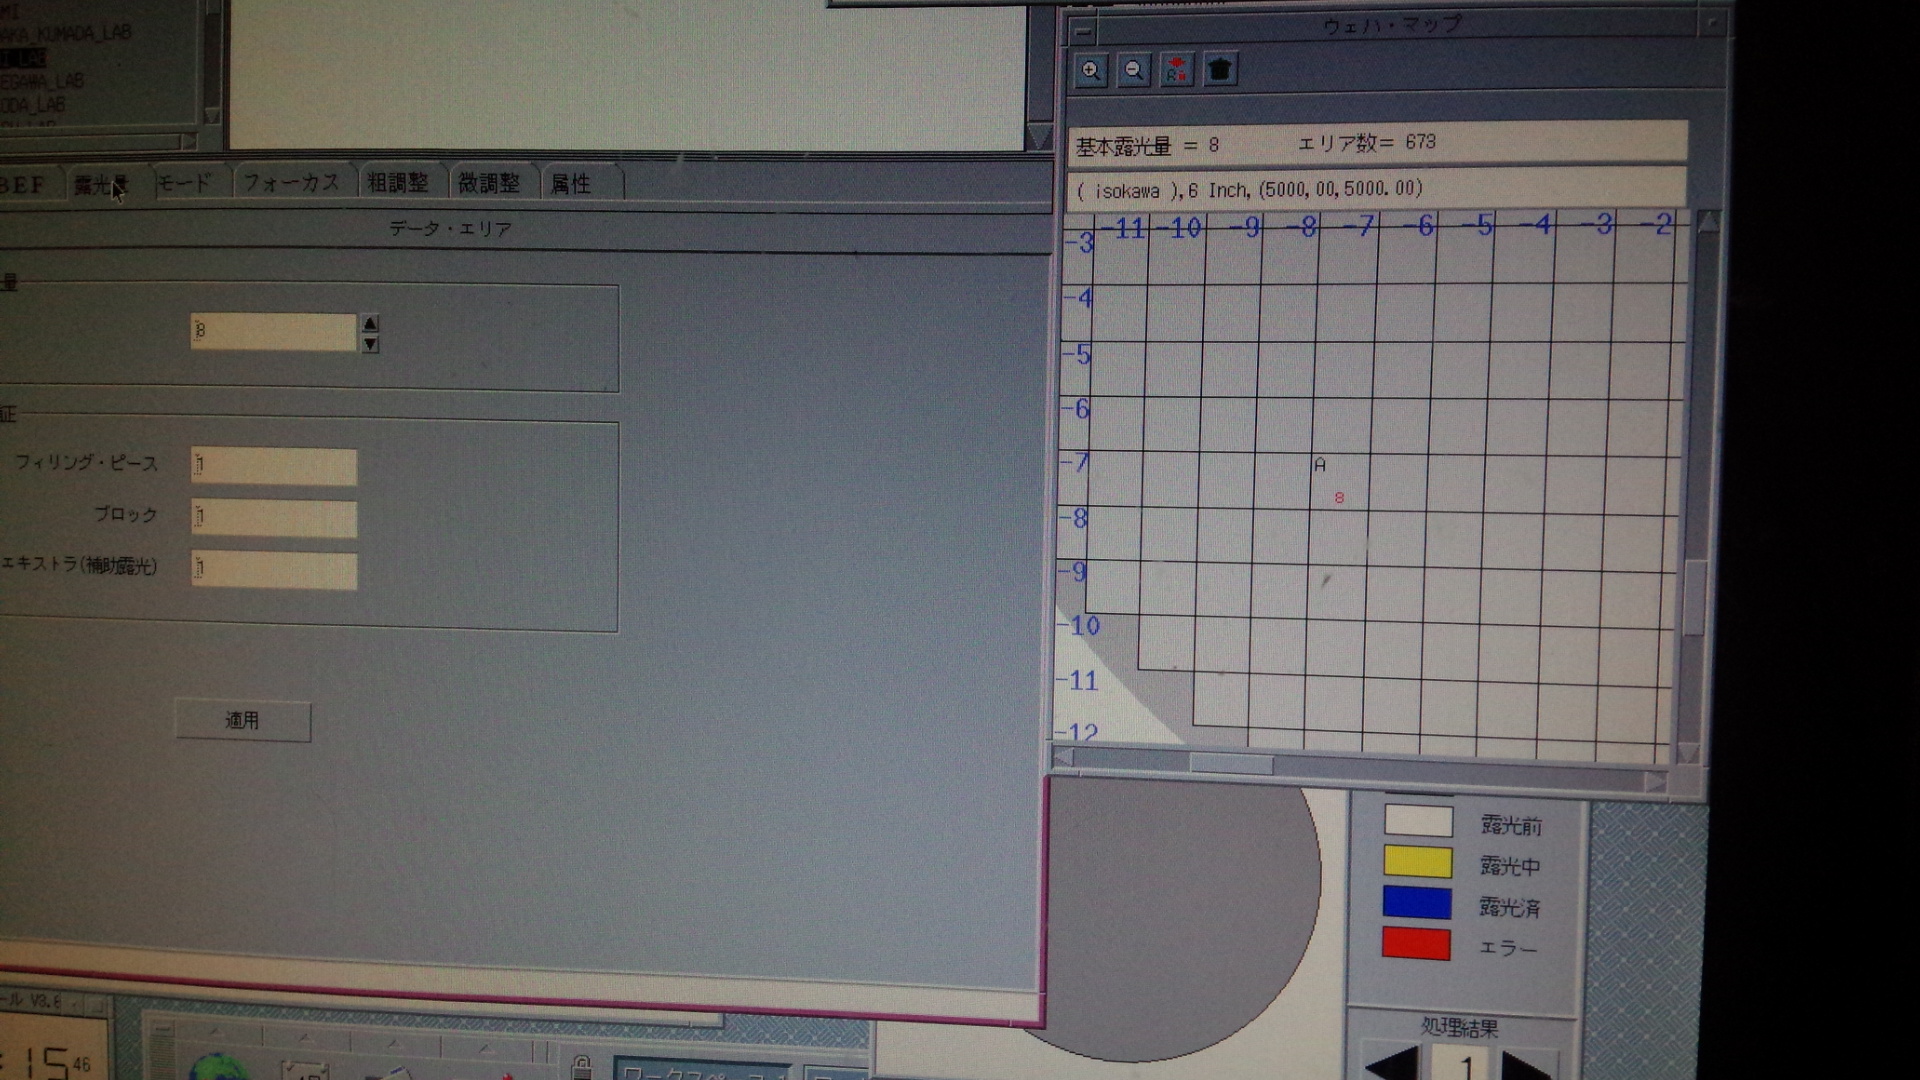 MI
AKA_KUMADA_LAB
I_LAB
EGAWA_LAB
ODA_LAB
BEF 露光量 モード フォーカス 粗調整 微調整 属性
データ・エリア
量
8
正
フィリング・ピース 1
ブロック 1
エキストラ(補助露光) 1
適用
ウェハ・マップ
基本露光量 = 8 エリア数= 673
( isokawa ),6 Inch,(5000,00,5000.00)
-11 -10 -9 -8 -7 -6 -5 -4 -3 -2
-3
-4
-5
-6
-7
A
8
-8
-9
-10
-11
-12
露光前
露光中
露光済
エラー
処理結果
1
ール V3.6
:15 46
ワークスペース 1